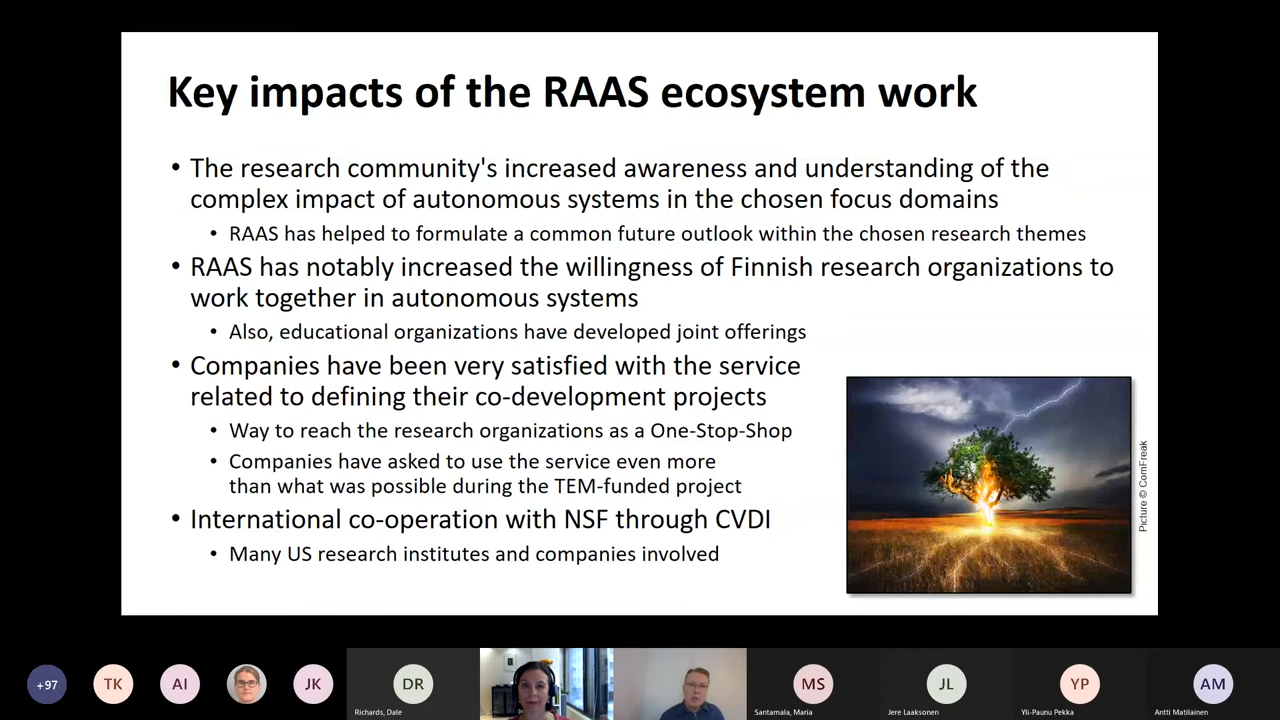 Key impacts of the RAAS ecosystem work
• The research community's increased awareness and understanding of the
complex impact of autonomous systems in the chosen focus domains
• RAAS has helped to formulate a common future outlook within the chosen research themes
• RAAS has notably increased the willingness of Finnish research organizations to
work together in autonomous systems
• Also, educational organizations have developed joint offerings
• Companies have been very satisfied with the service
related to defining their co-development projects
• Way to reach the research organizations as a One-Stop-Shop
• Companies have asked to use the service even more
than what was possible during the TEM-funded project
• International co-operation with NSF through CVDI
• Many US research institutes and companies involved
Picture © ComFreak
+97
TK
AI
JK
DR
MS
JL
YP
AM
Richards, Dale
Santamala, Maria
Jere Laaksonen
Yli-Paunu Pekka
Antti Matilainen